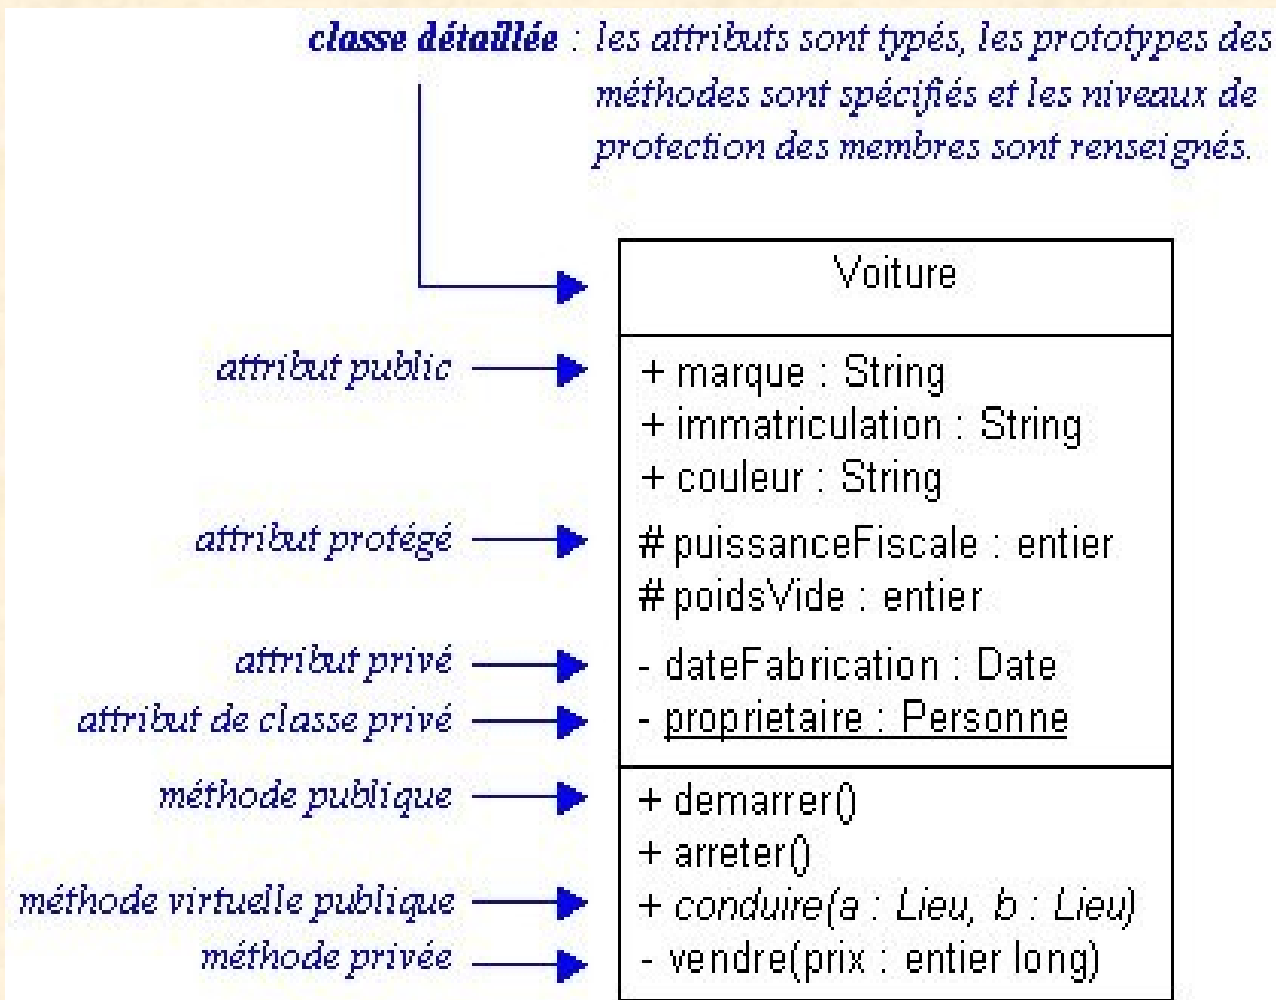 classe détaillée : les attributs sont typés, les prototypes des
méthodes sont spécifiés et les niveaux de
protection des membres sont renseignés.
Voiture
attribut public
+ marque : String
+ immatriculation : String
+ couleur : String
attribut protégé
# puissanceFiscale : entier
# poidsVide : entier
attribut privé
- dateFabrication : Date
attribut de classe privé
- proprietaire : Personne
méthode publique
+ demarrer()
+ arreter()
méthode virtuelle publique
+ conduire(a : Lieu, b : Lieu)
méthode privée
- vendre(prix : entier long)